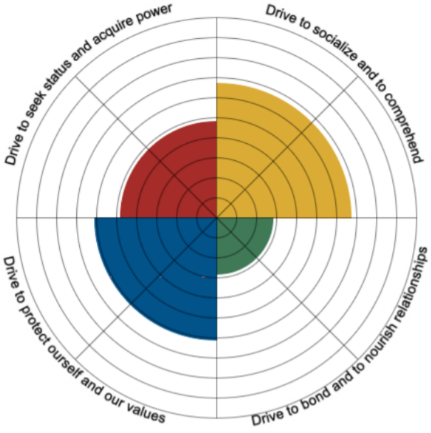 Drive to seek status and acquire power
Drive to socialize and to comprehend
Drive to protect ourself and our values
Drive to bond and to nourish relationships